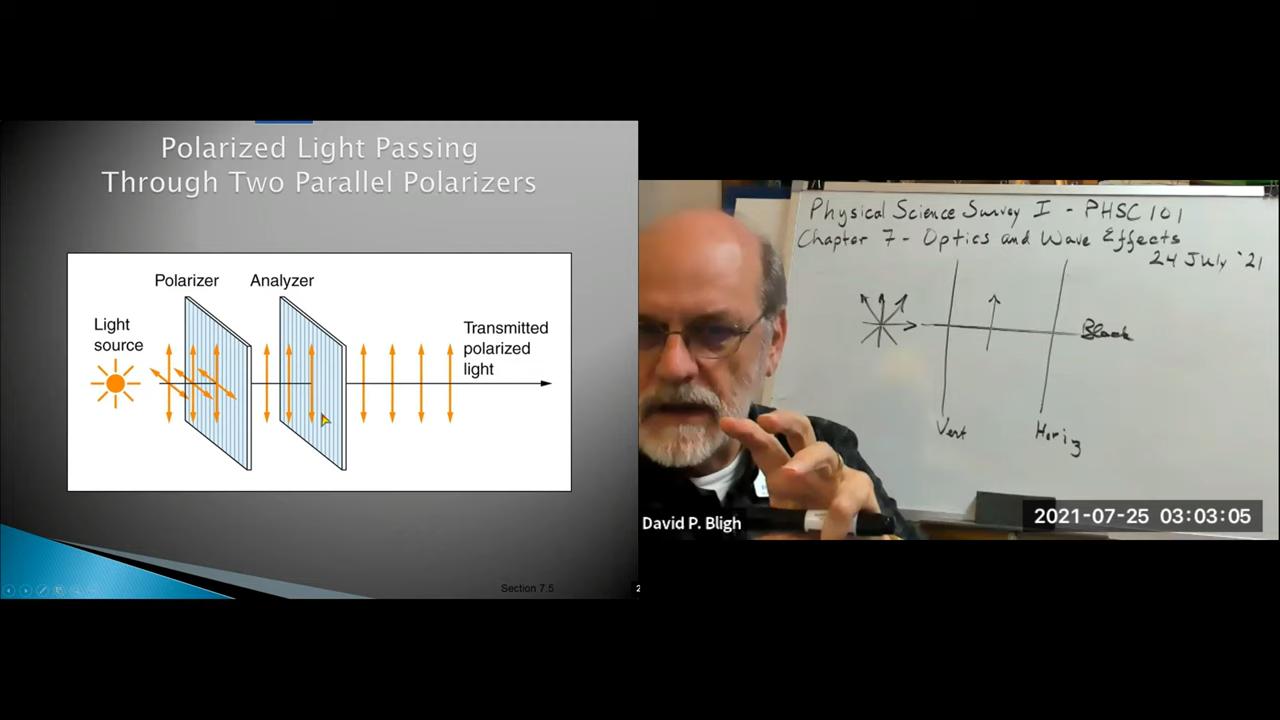 Polarized Light Passing
Through Two Parallel Polarizers
Polarizer
Analyzer
Light
source
Transmitted
polarized
light
Section 7.5
2
Physical Science Survey I - PHSC 101
Chapter 7 - Optics and Wave Effects
24 July '21
Black
Vert
Horiz
David P. Bligh
2021-07-25 03:03:05